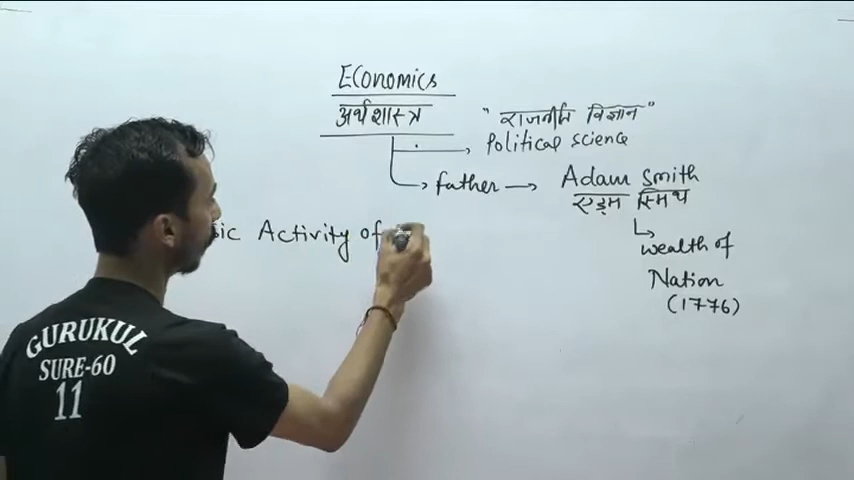 Economics
अर्थशास्त्र
" राजनीति विज्ञान "
Political science
father → Adam Smith
एडम स्मिथ
wealth of
Nation
(1776)
Activity of
GURUKUL
SURE-60
11